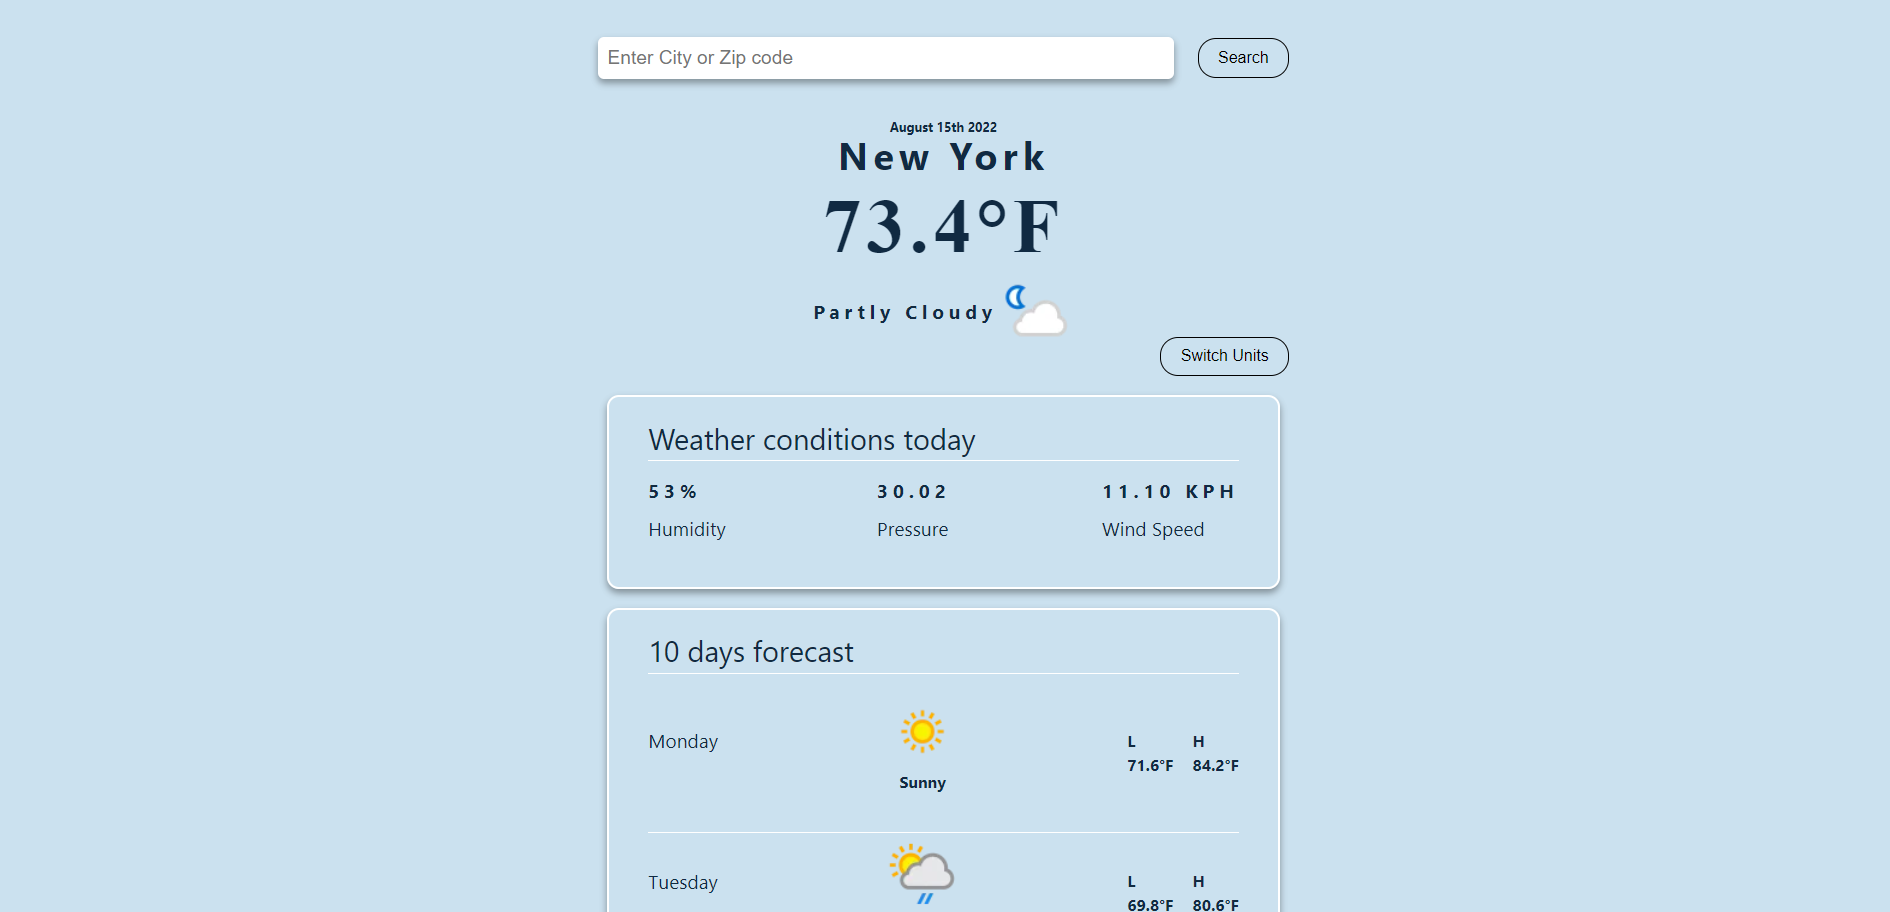 Enter City or Zip code
Search
August 15th 2022
New York
73.4°F
Partly Cloudy
Switch Units
Weather conditions today
53% 30.02 11.10 KPH
Humidity Pressure Wind Speed
10 days forecast
Monday
Sunny
L H
71.6°F 84.2°F
Tuesday
L H
69.8°F 80.6°F